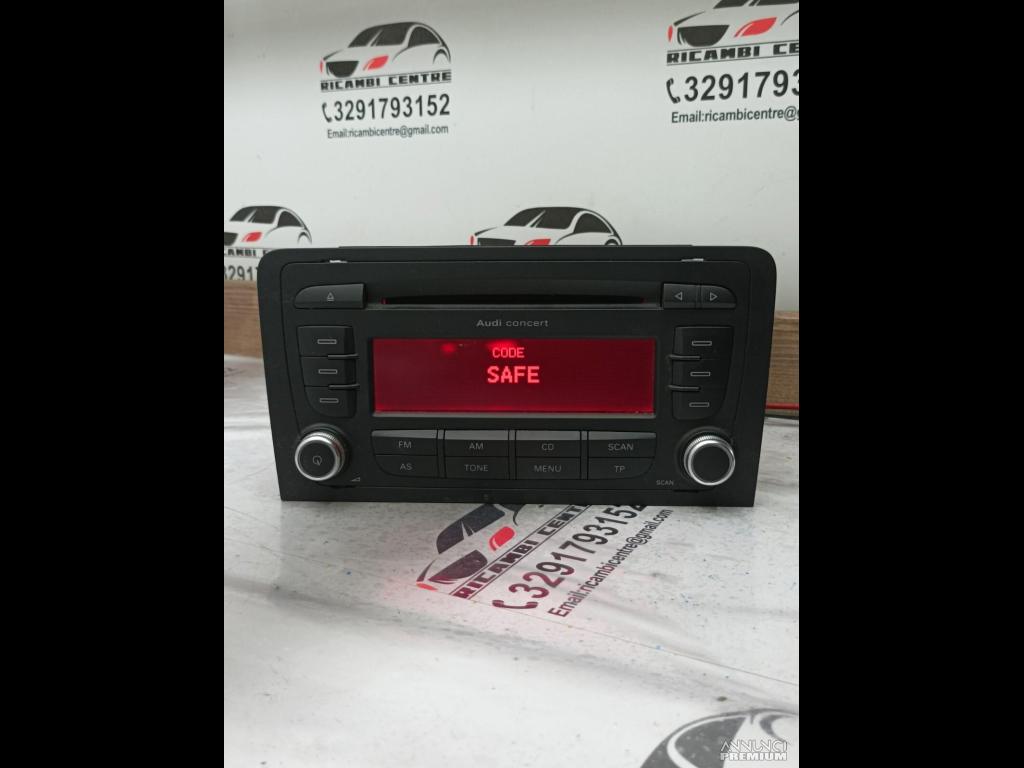 RICAMBI CENTRE
3291793152
Email:ricambicentre@gmail.com
RICAMBI CENTRE
3291793
Email:ricambicentre@g
Audi concert
CODE
SAFE
FM
AM
CD
SCAN
AS
TONE
MENU
TP
SCAN
RICAMBI CENTRE
3291793152
Email:ricambicentre@gmail.com
ANNUNCI
PREMIUM